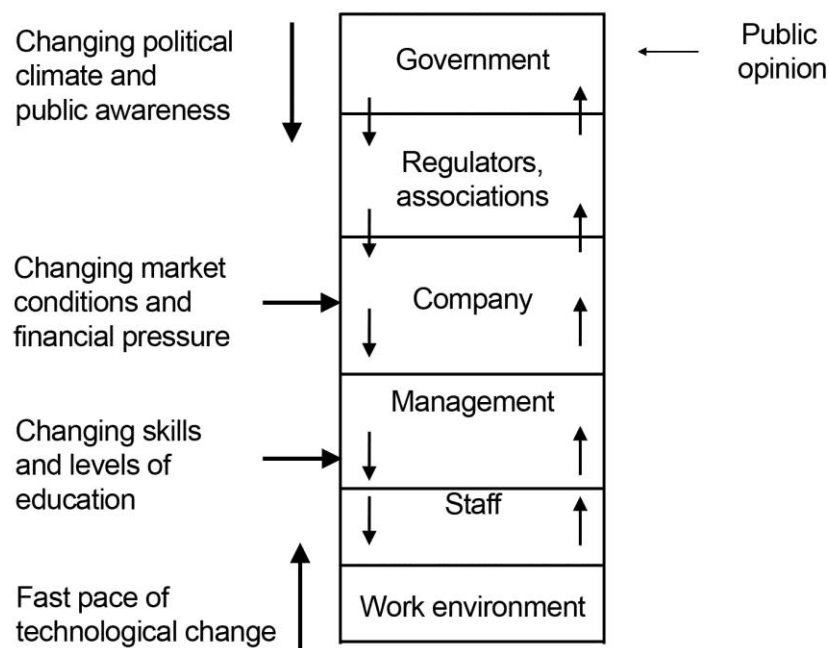 Changing political
climate and
public awareness
Government
Public
opinion
Regulators,
associations
Changing market
conditions and
financial pressure
Company
Management
Changing skills
and levels of
education
Staff
Fast pace of
technological change
Work environment